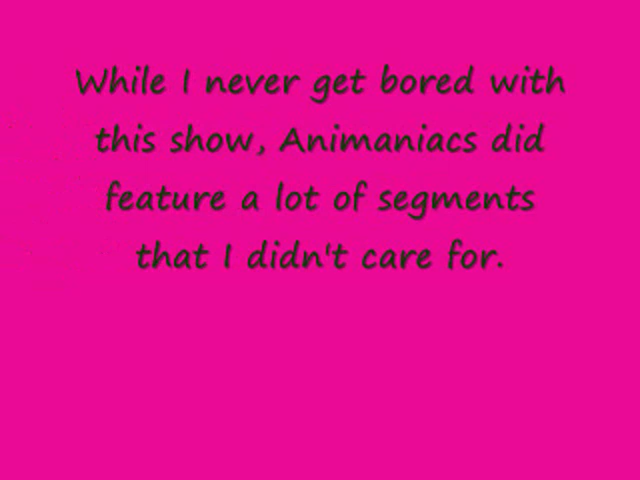 While I never get bored with
this show, Animaniacs did
feature a lot of segments
that I didn't care for.